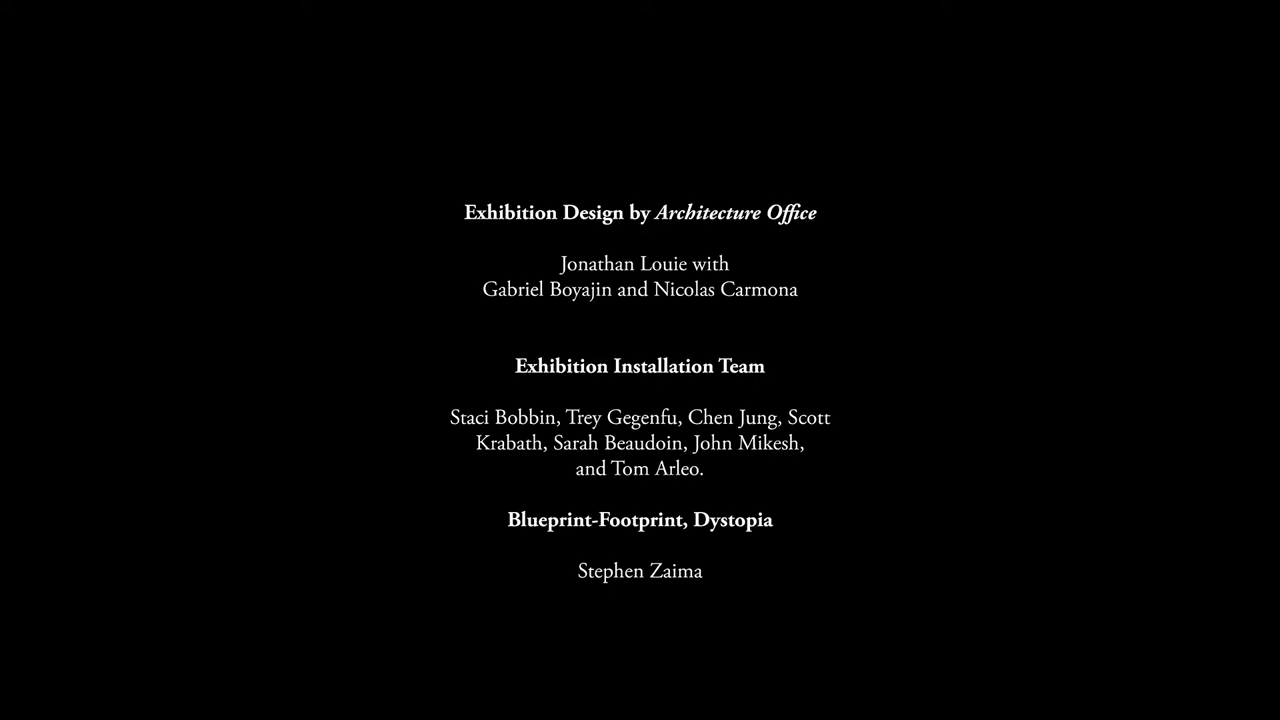 Exhibition Design by Architecture Office
Jonathan Louie with
Gabriel Boyajin and Nicolas Carmona
Exhibition Installation Team
Staci Bobbin, Trey Gegenfu, Chen Jung, Scott
Krabath, Sarah Beaudoin, John Mikesh,
and Tom Arleo.
Blueprint-Footprint, Dystopia
Stephen Zaima